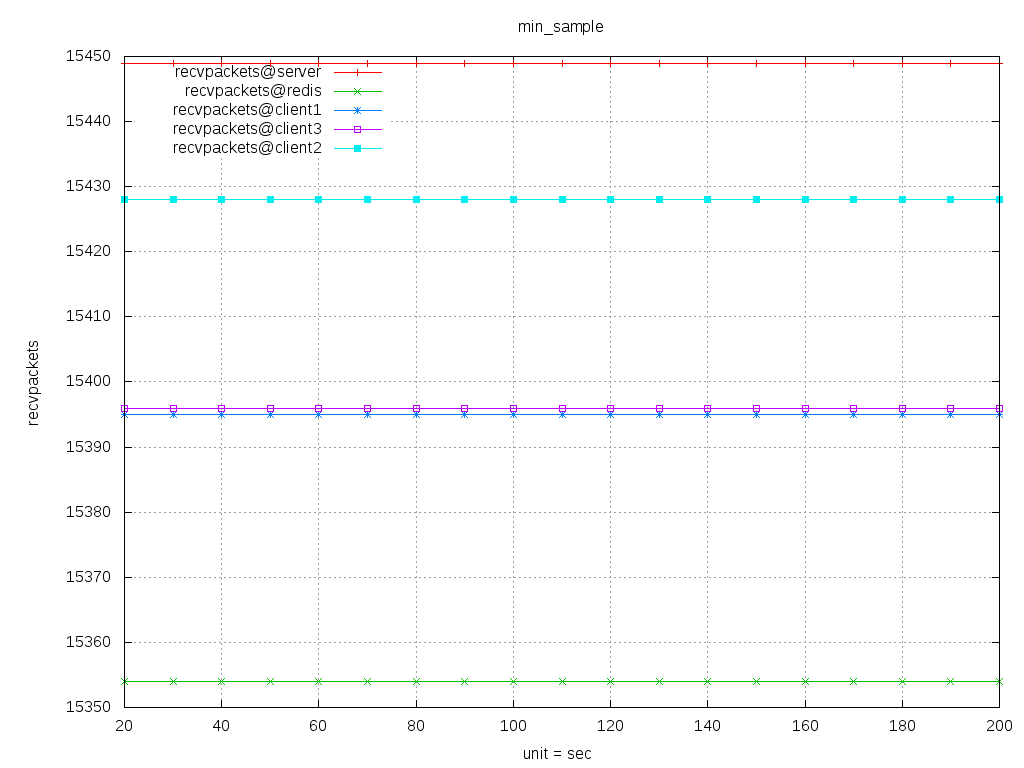 min_sample
15450
recvpackets@server
recvpackets@redis
recvpackets@client1
15440
recvpackets@client3
recvpackets@client2
15430
15420
15410
15400
recvpackets
15390
15380
15370
15360
15350
20 40 60 80 100 120 140 160 180 200
unit = sec